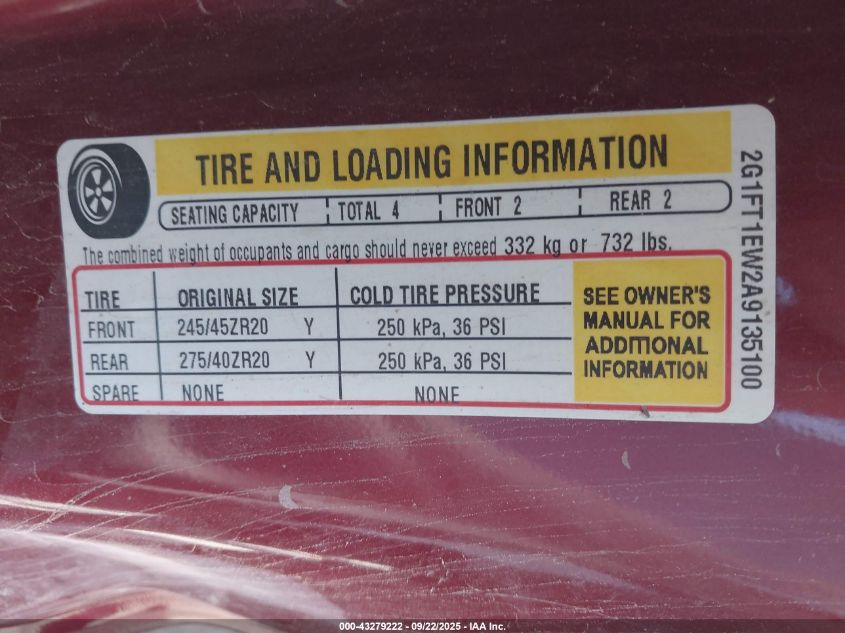 TIRE AND LOADING INFORMATION
SEATING CAPACITY TOTAL 4 FRONT 2 REAR 2
The combined weight of occupants and cargo should never exceed 332 kg or 732 lbs.
TIRE ORIGINAL SIZE COLD TIRE PRESSURE
FRONT 245/45ZR20 Y 250 kPa, 36 PSI
REAR 275/40ZR20 Y 250 kPa, 36 PSI
SPARE NONE NONE
SEE OWNER'S
MANUAL FOR
ADDITIONAL
INFORMATION
2G1FT1EW2A9135100
000-43279222 - 09/22/2025 - IAA Inc.